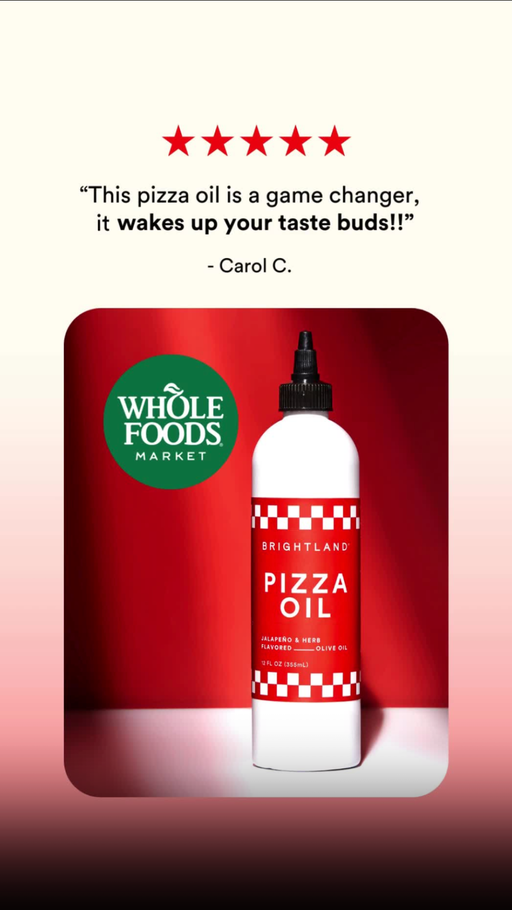 “This pizza oil is a game changer,
it wakes up your taste buds!!”
- Carol C.
WHOLE
FOODS
MARKET
BRIGHTLAND
PIZZA
OIL
JALAPEÑO & HERB
FLAVORED OLIVE OIL
12 FL OZ (355mL)